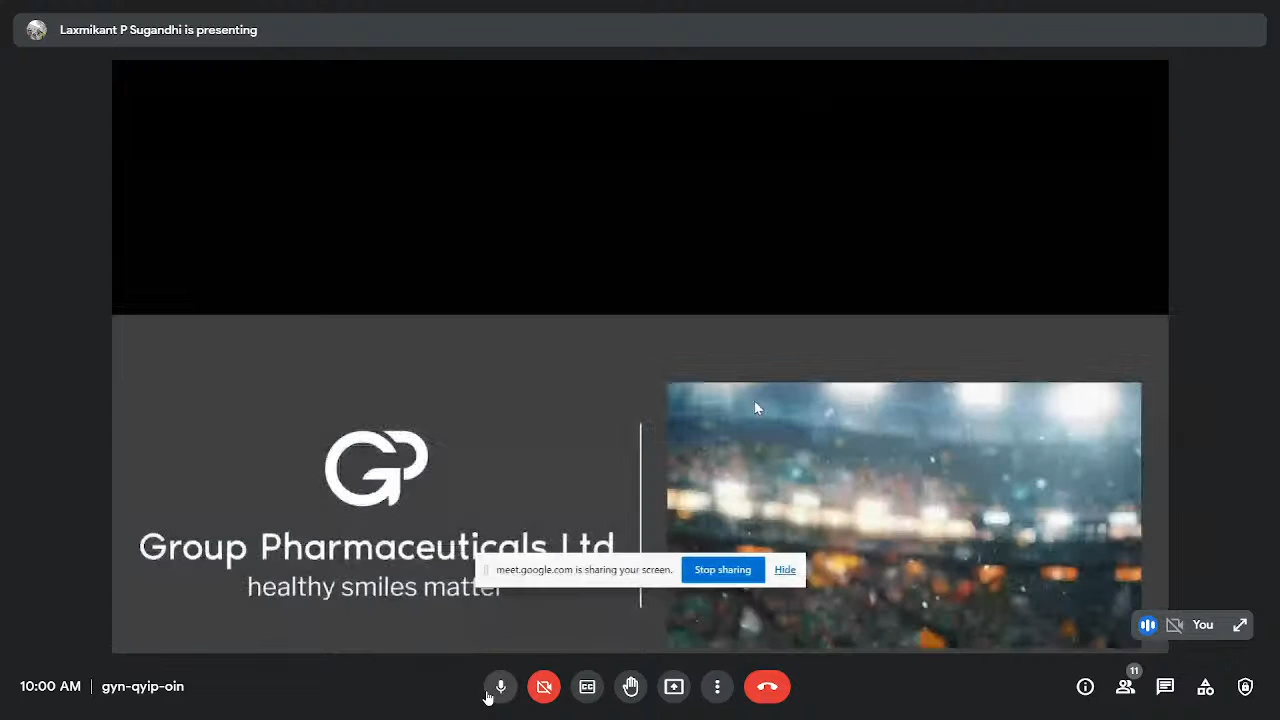 Laxmikant P Sugandhi is presenting
Group Pharmaceuticals Ltd
healthy smiles matter
meet.google.com is sharing your screen.
Stop sharing
Hide
You
10:00 AM
gyn-qyip-oin
11